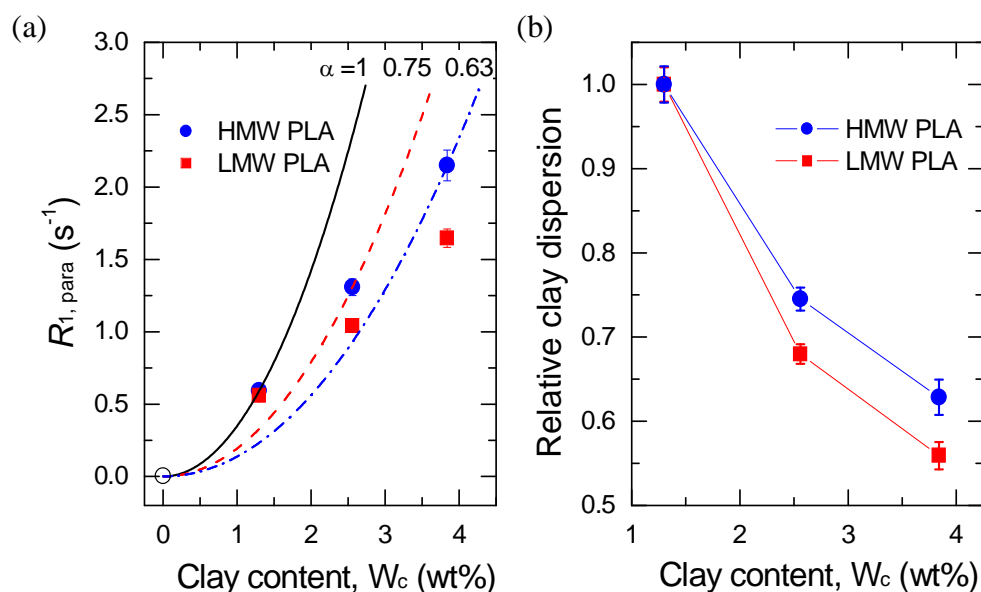 (a)
3.0
2.5
2.0
1.5
1.0
0.5
0.0
R1, para (s-1)
α =1 0.75 0.63
HMW PLA
LMW PLA
0 1 2 3 4
Clay content, Wc (wt%)
(b)
1.0
0.9
0.8
0.7
0.6
0.5
Relative clay dispersion
HMW PLA
LMW PLA
1 2 3 4
Clay content, Wc (wt%)